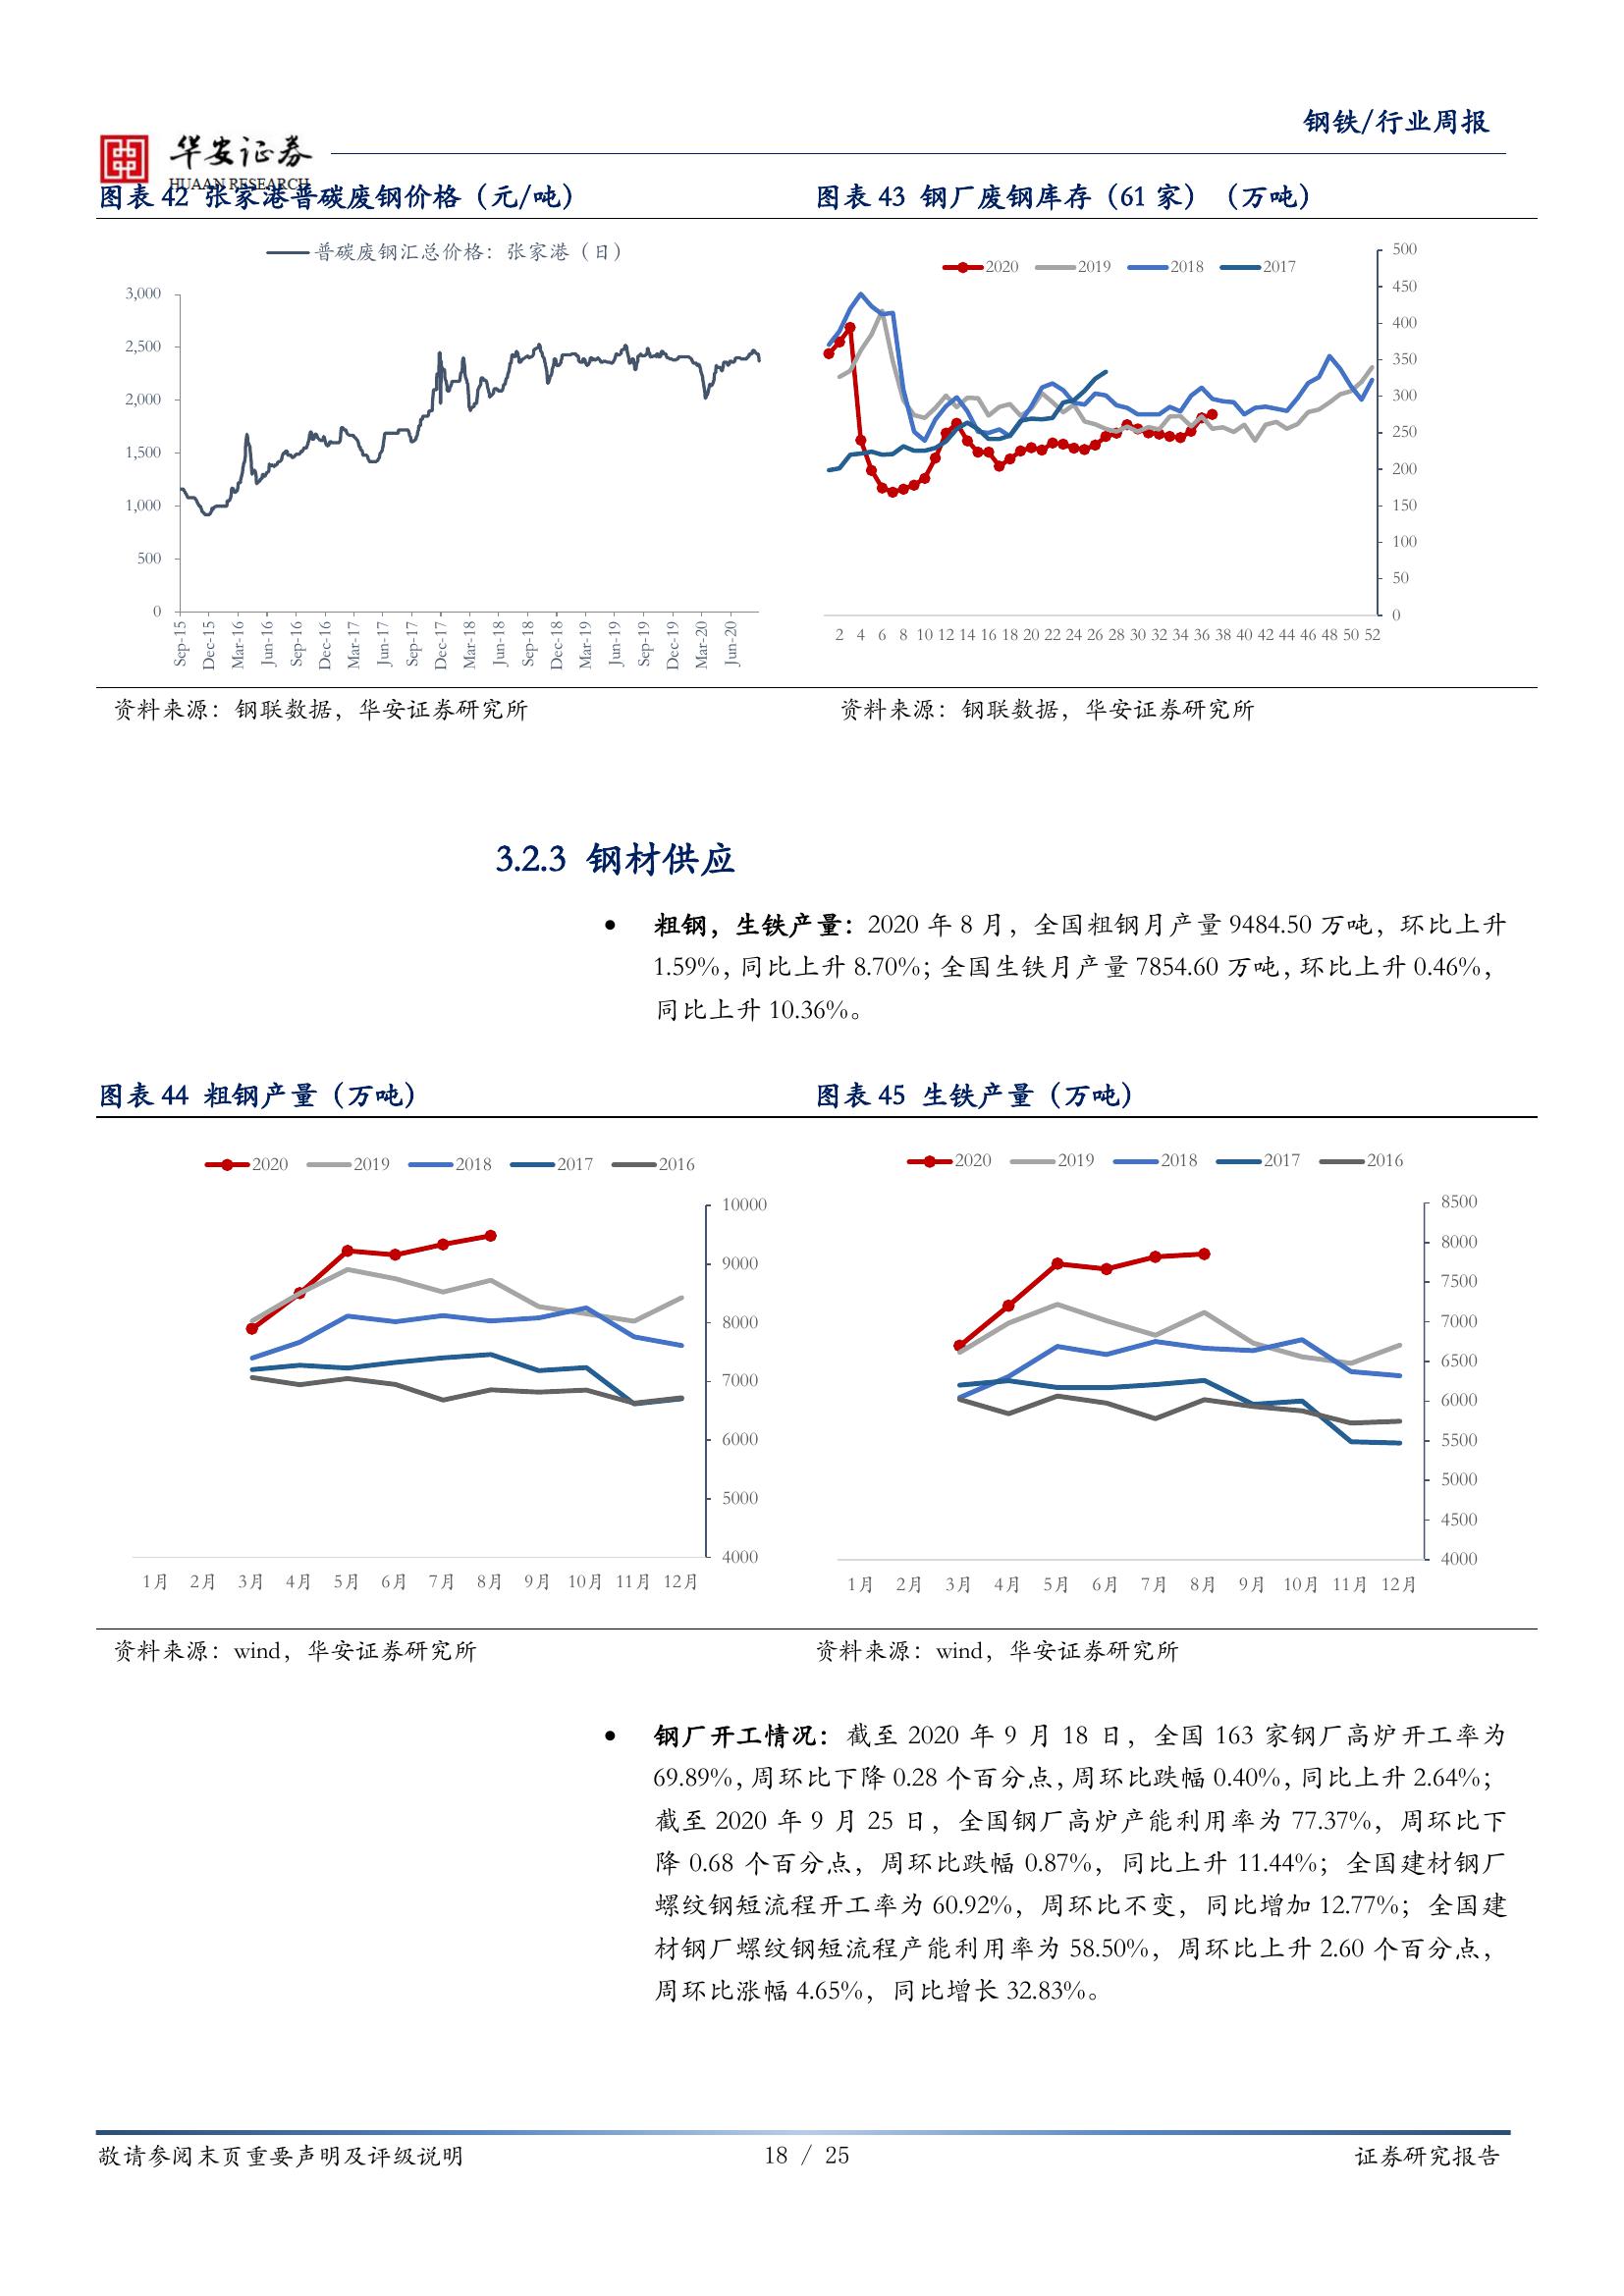 钢铁/行业周报
华安证券
HUAAN RESEARCH
图表 42 张家港普碳废钢价格（元/吨）
图表 43 钢厂废钢库存（61 家）（万吨）
普碳废钢汇总价格：张家港（日）
3,000
2,500
2,000
1,500
1,000
500
0
Sep-15 Dec-15 Mar-16 Jun-16 Sep-16 Dec-16 Mar-17 Jun-17 Sep-17 Dec-17 Mar-18 Jun-18 Sep-18 Dec-18 Mar-19 Jun-19 Sep-19 Dec-19 Mar-20 Jun-20
2020 2019 2018 2017
500
450
400
350
300
250
200
150
100
50
0
2 4 6 8 10 12 14 16 18 20 22 24 26 28 30 32 34 36 38 40 42 44 46 48 50 52
资料来源：钢联数据，华安证券研究所
资料来源：钢联数据，华安证券研究所
3.2.3 钢材供应
● 粗钢，生铁产量：2020 年 8 月，全国粗钢月产量 9484.50 万吨，环比上升
1.59%，同比上升 8.70%；全国生铁月产量 7854.60 万吨，环比上升 0.46%，
同比上升 10.36%。
图表 44 粗钢产量（万吨）
图表 45 生铁产量（万吨）
2020 2019 2018 2017 2016
10000
9000
8000
7000
6000
5000
4000
1月 2月 3月 4月 5月 6月 7月 8月 9月 10月 11月 12月
2020 2019 2018 2017 2016
8500
8000
7500
7000
6500
6000
5500
5000
4500
4000
1月 2月 3月 4月 5月 6月 7月 8月 9月 10月 11月 12月
资料来源：wind，华安证券研究所
资料来源：wind，华安证券研究所
● 钢厂开工情况：截至 2020 年 9 月 18 日，全国 163 家钢厂高炉开工率为
69.89%，周环比下降 0.28 个百分点，周环比跌幅 0.40%，同比上升 2.64%；
截至 2020 年 9 月 25 日，全国钢厂高炉产能利用率为 77.37%，周环比下
降 0.68 个百分点，周环比跌幅 0.87%，同比上升 11.44%；全国建材钢厂
螺纹钢短流程开工率为 60.92%，周环比不变，同比增加 12.77%；全国建
材钢厂螺纹钢短流程产能利用率为 58.50%，周环比上升 2.60 个百分点，
周环比涨幅 4.65%，同比增长 32.83%。
敬请参阅末页重要声明及评级说明
18 / 25
证券研究报告